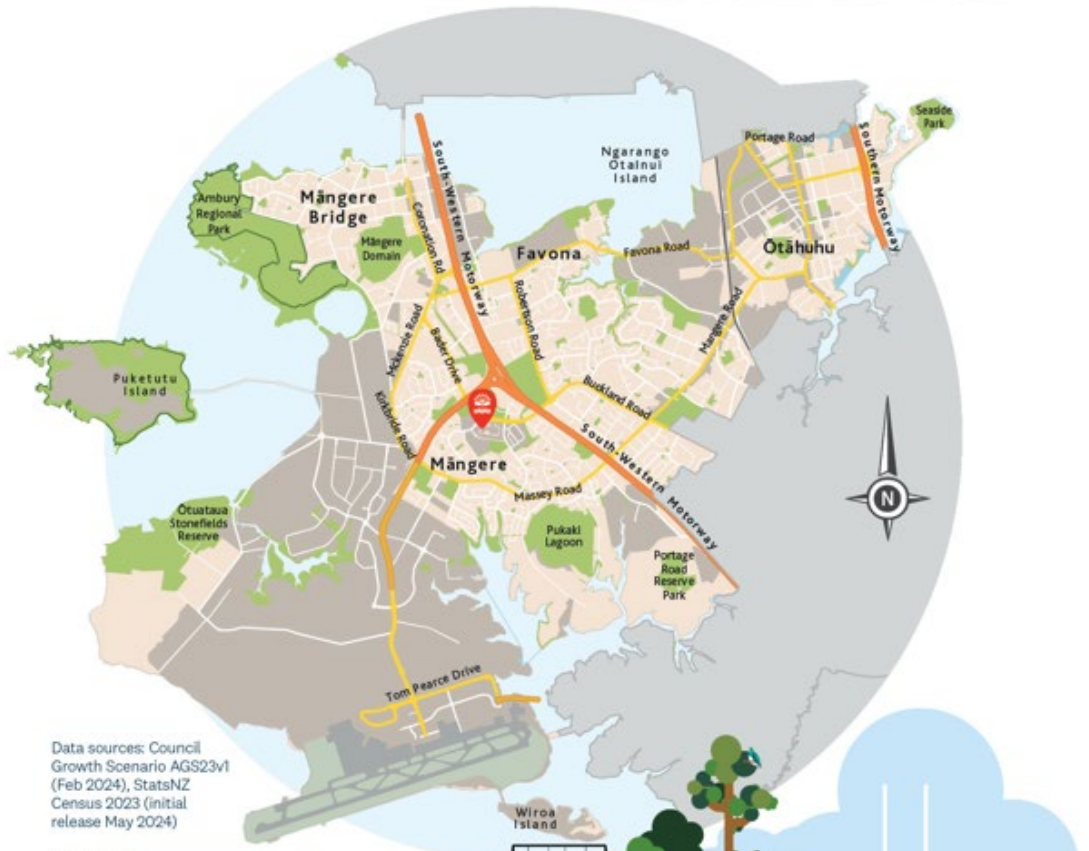 Seaside
Park
Portage Road
Southern Motorway
Ngarango
Otainui
Island
South-Western Motorway
Ambury
Regional
Park
Māngere
Bridge
Coronation Rd
Māngere
Domain
Favona
Favona Road
Ōtāhuhu
Robertson Road
Mangere Road
Mckenzie Road
Bader Drive
Puketutu
Island
Buckland Road
Kirkbride Road
South-Western Motorway
Māngere
Massey Road
N
Ōtuataua
Stonefields
Reserve
Pukaki
Lagoon
Portage
Road
Reserve
Park
Tom Pearce Drive
Data sources: Council
Growth Scenario AGS23v1
(Feb 2024), StatsNZ
Census 2023 (initial
release May 2024)
Wiroa
Island